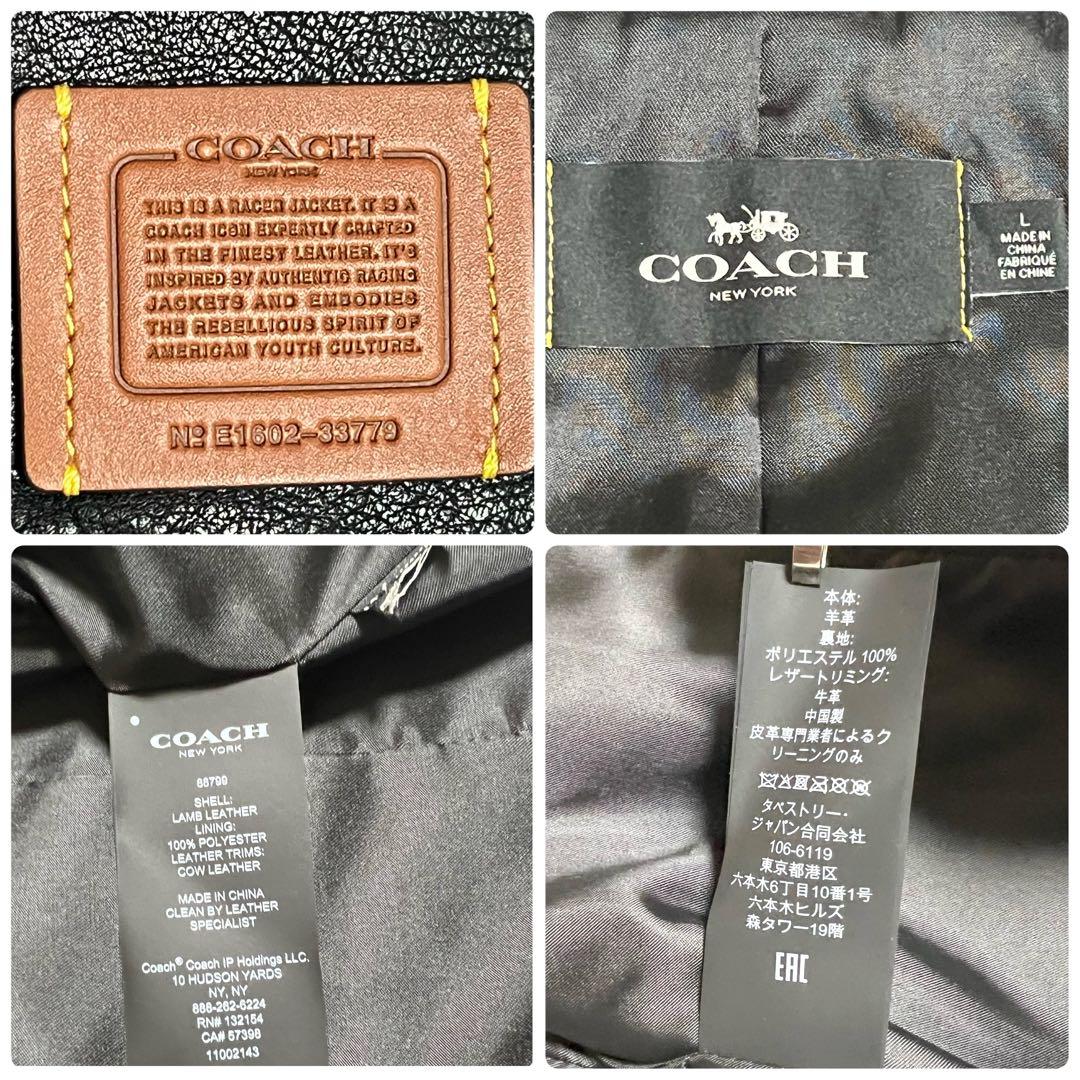 COACH
NEW YORK
THIS IS A RACER JACKET. IT IS A
COACH ICON EXPERTLY CRAFTED
IN THE FINEST LEATHER. IT'S
INSPIRED BY AUTHENTIC RACING
JACKETS AND EMBODIES
THE REBELLIOUS SPIRIT OF
AMERICAN YOUTH CULTURE.
Nº E1602-33779
COACH
NEW YORK
L
MADE IN
CHINA
FABRIQUÉ
EN CHINE
COACH
NEW YORK
88799
SHELL:
LAMB LEATHER
LINING:
100% POLYESTER
LEATHER TRIMS:
COW LEATHER
MADE IN CHINA
CLEAN BY LEATHER
SPECIALIST
Coach® Coach IP Holdings LLC.
10 HUDSON YARDS
NY, NY
888-262-6224
RN# 132154
CA# 57398
11002143
本体:
羊革
裏地:
ポリエステル 100%
レザートリミング:
牛革
中国製
皮革専門業者によるク
リーニングのみ
タペストリー・
ジャパン合同会社
106-6119
東京都港区
六本木6丁目10番1号
六本木ヒルズ
森タワー19階
EAC